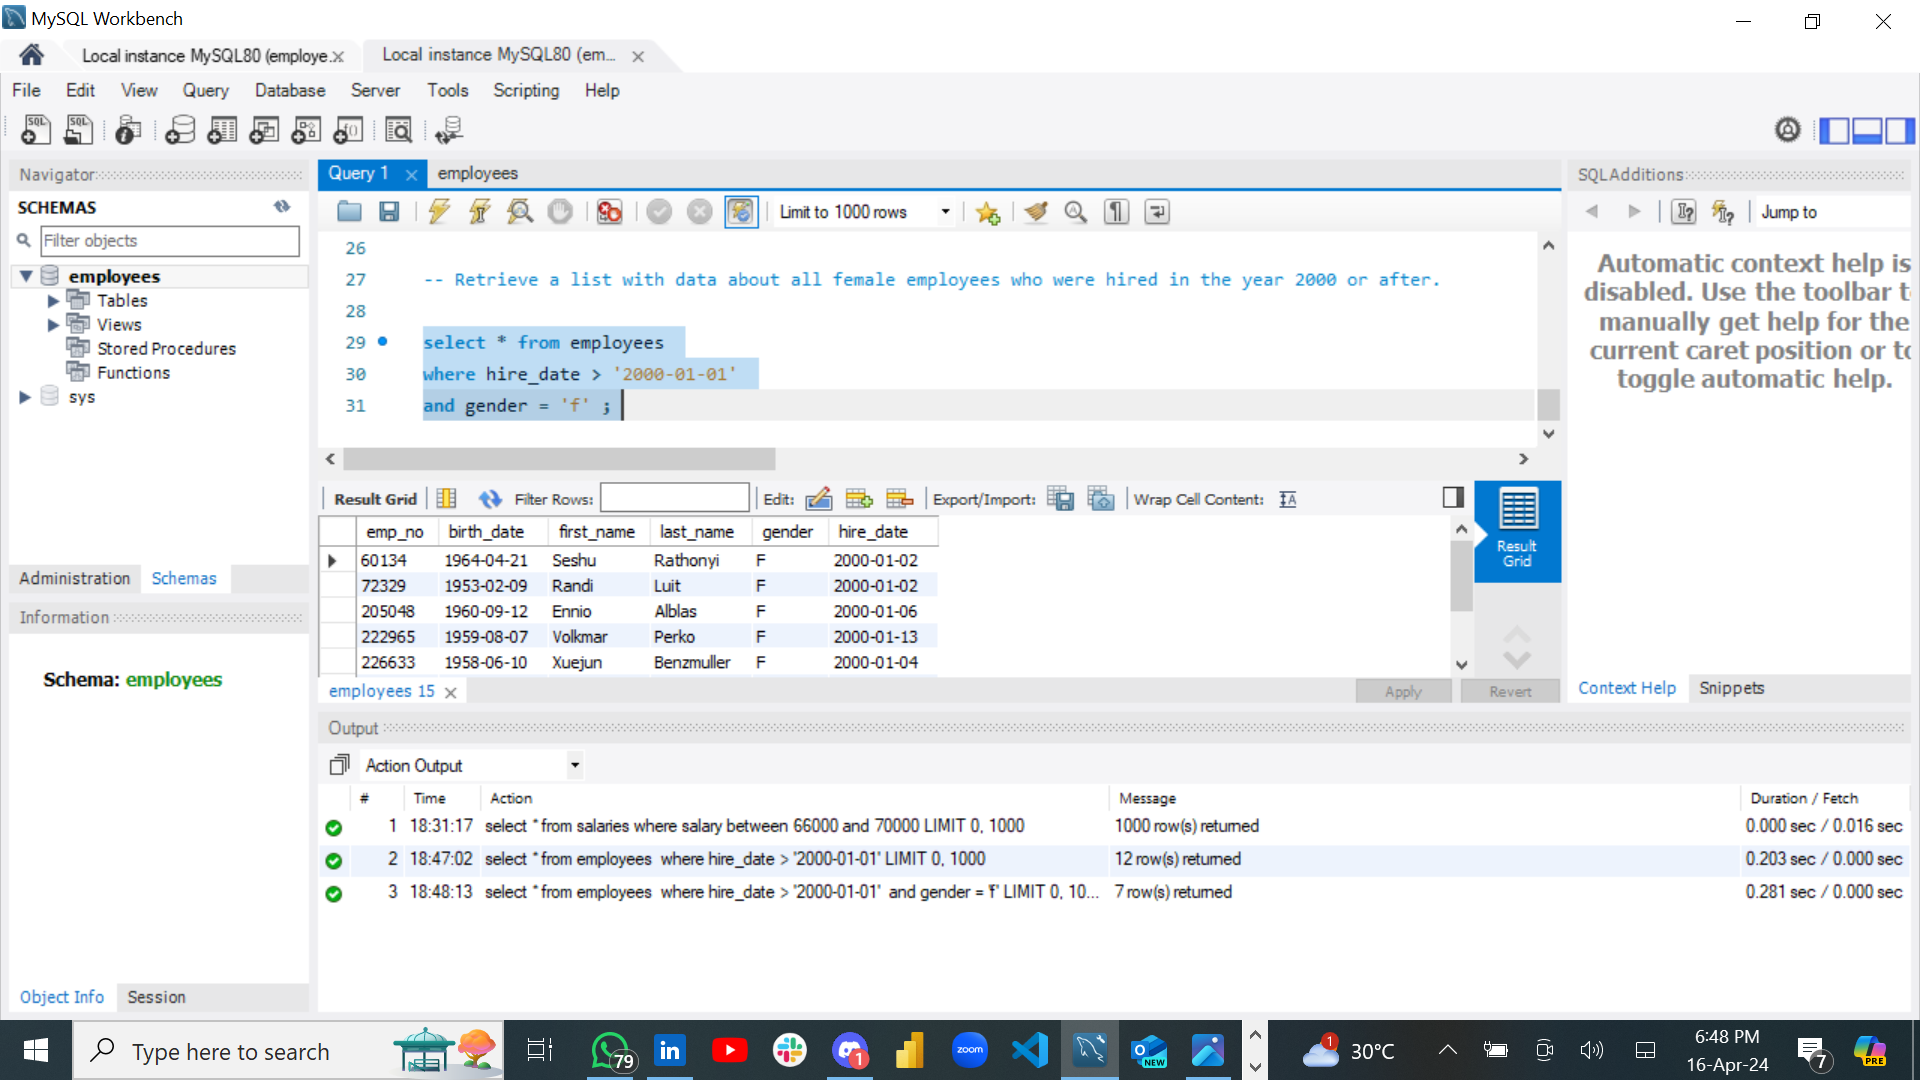 MySQL Workbench
Local instance MySQL80 (employe.x
Local instance MySQL80 (em...
File Edit View Query Database Server Tools Scripting Help
Navigator
SCHEMAS
Filter objects
employees
Tables
Views
Stored Procedures
Functions
sys
Administration Schemas
Information
Schema: employees
Object Info Session
Query 1 employees
Limit to 1000 rows
26
27 -- Retrieve a list with data about all female employees who were hired in the year 2000 or after.
28
29 select * from employees
30 where hire_date > '2000-01-01'
31 and gender = 'f' ;
Result Grid Filter Rows: Edit: Export/Import: Wrap Cell Content:
emp_no birth_date first_name last_name gender hire_date
60134 1964-04-21 Seshu Rathonyi F 2000-01-02
72329 1953-02-09 Randi Luit F 2000-01-02
205048 1960-09-12 Ennio Alblas F 2000-01-06
222965 1959-08-07 Volkmar Perko F 2000-01-13
226633 1958-06-10 Xuejun Benzmuller F 2000-01-04
Result
Grid
employees 15
Apply Revert
SQLAdditions
Jump to
Automatic context help is
disabled. Use the toolbar t
manually get help for the
current caret position or to
toggle automatic help.
Context Help Snippets
Output
Action Output
# Time Action Message Duration / Fetch
1 18:31:17 select * from salaries where salary between 66000 and 70000 LIMIT 0, 1000 1000 row(s) returned 0.000 sec / 0.016 sec
2 18:47:02 select * from employees where hire_date > '2000-01-01' LIMIT 0, 1000 12 row(s) returned 0.203 sec / 0.000 sec
3 18:48:13 select * from employees where hire_date > '2000-01-01' and gender = 'f' LIMIT 0, 10... 7 row(s) returned 0.281 sec / 0.000 sec
Type here to search
79
in
1
zoom
NEW
1
30°C
6:48 PM
16-Apr-24
7
PRE